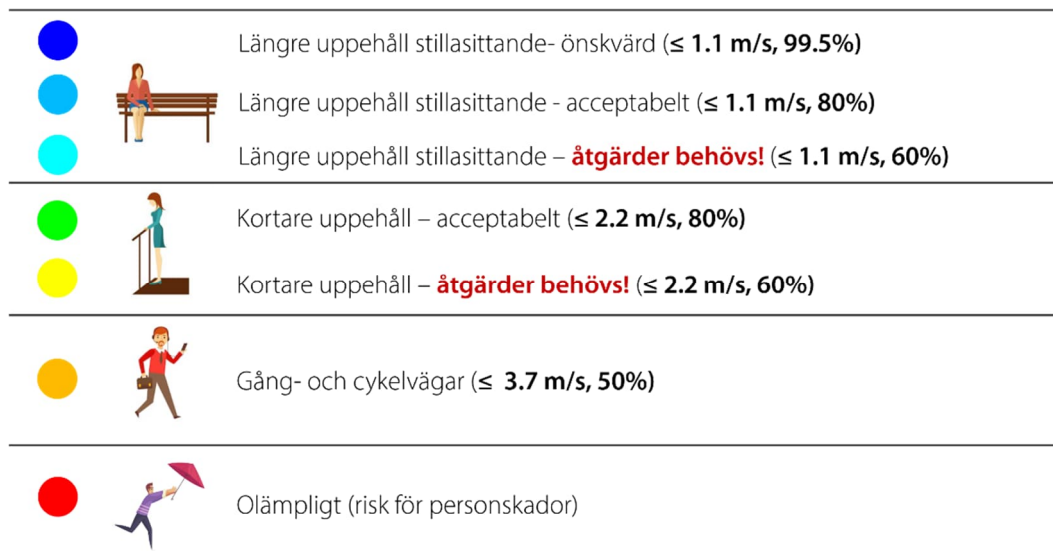 Längre uppehåll stillasittande- önskvärd (≤ 1.1 m/s, 99.5%)
Längre uppehåll stillasittande - acceptabelt (≤ 1.1 m/s, 80%)
Längre uppehåll stillasittande – åtgärder behövs! (≤ 1.1 m/s, 60%)
Kortare uppehåll – acceptabelt (≤ 2.2 m/s, 80%)
Kortare uppehåll – åtgärder behövs! (≤ 2.2 m/s, 60%)
Gång- och cykelvägar (≤ 3.7 m/s, 50%)
Olämpligt (risk för personskador)